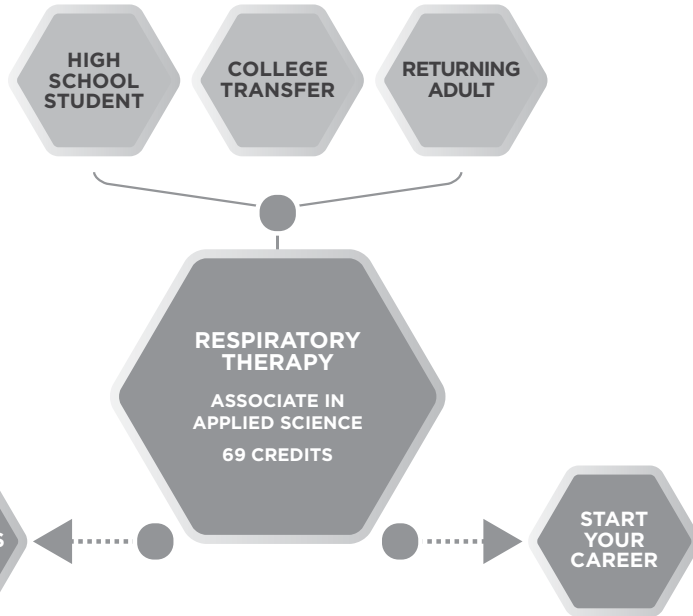 HIGH
SCHOOL
STUDENT
COLLEGE
TRANSFER
RETURNING
ADULT
RESPIRATORY
THERAPY
ASSOCIATE IN
APPLIED SCIENCE
69 CREDITS
START
YOUR
CAREER